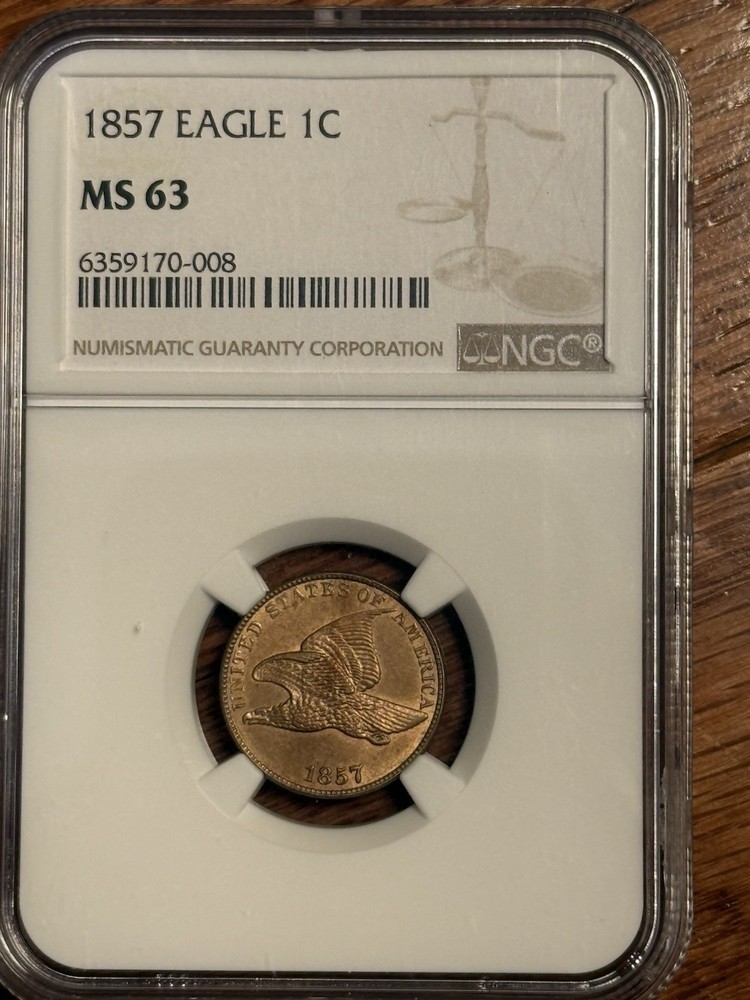 1857 EAGLE 1C
MS 63
6359170-008
NUMISMATIC GUARANTY CORPORATION
NGC®
UNITED STATES OF AMERICA
1857